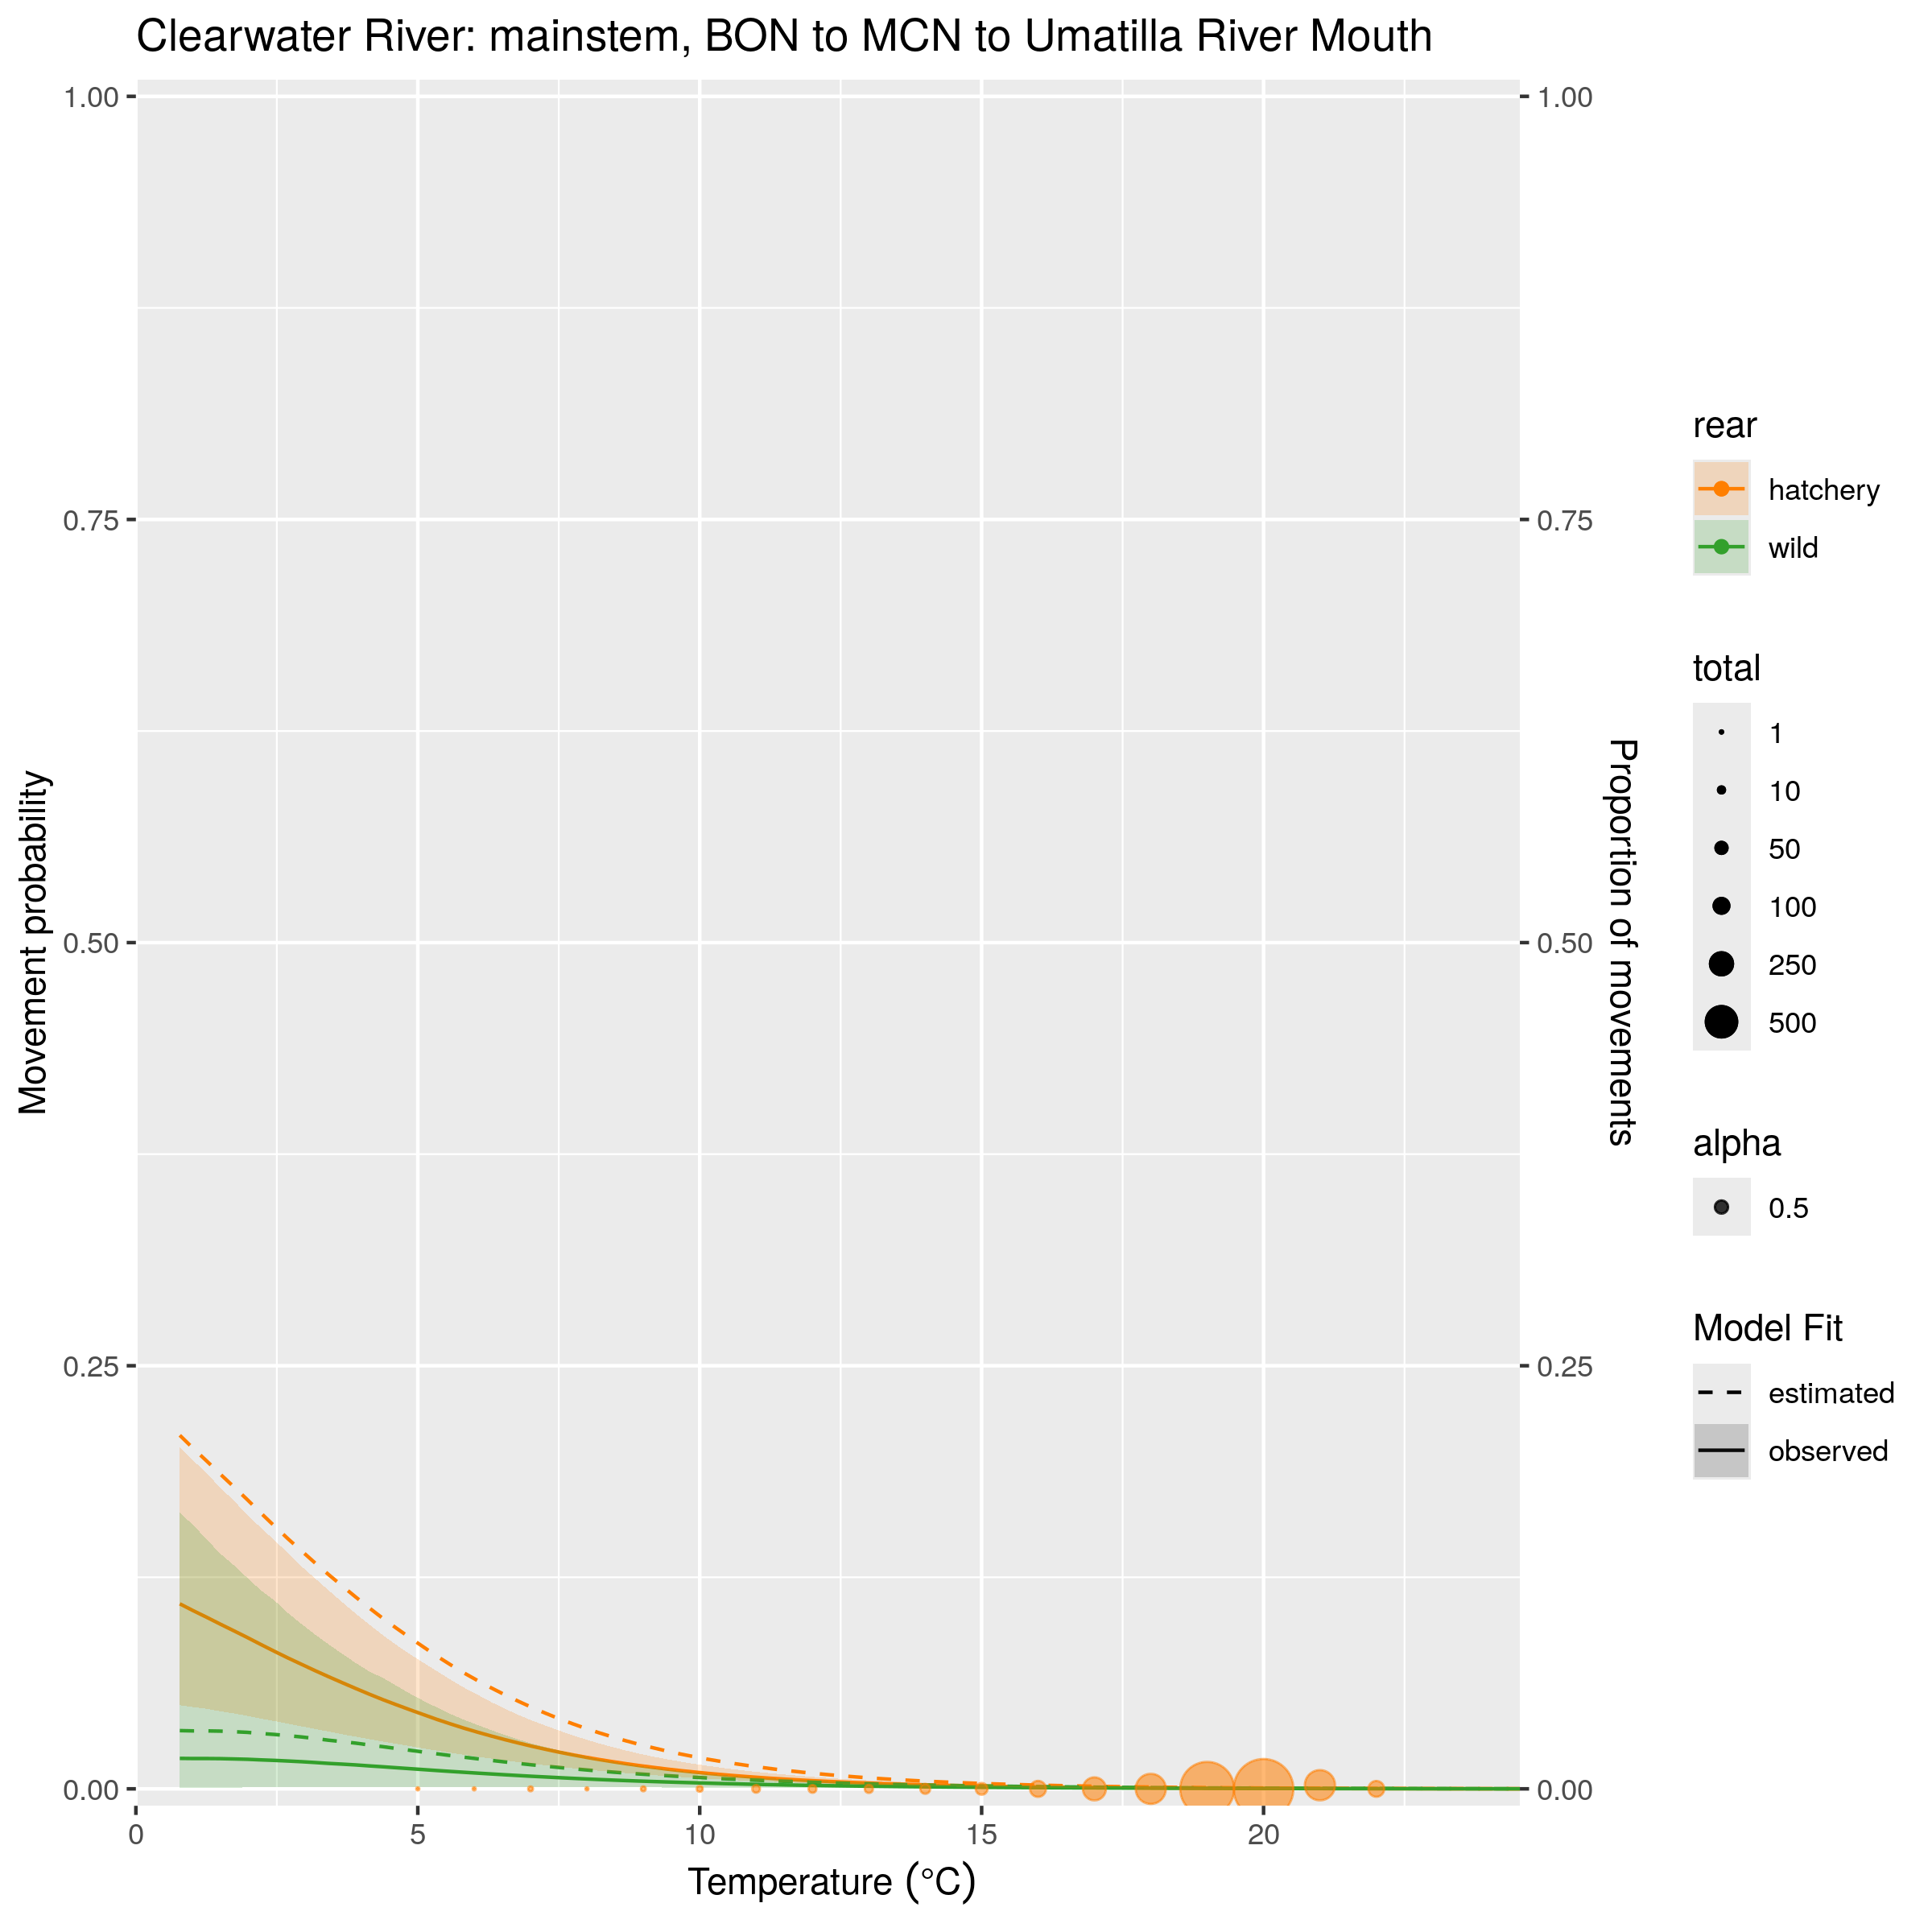 Clearwater River: mainstem, BON to MCN to Umatilla River Mouth
1.00
0.75
0.50
0.25
0.00
Movement probability
0
5
10
15
20
Temperature (°C)
1.00
0.75
0.50
0.25
0.00
Proportion of movements
rear
hatchery
wild
total
1
10
50
100
250
500
alpha
0.5
Model Fit
estimated
observed